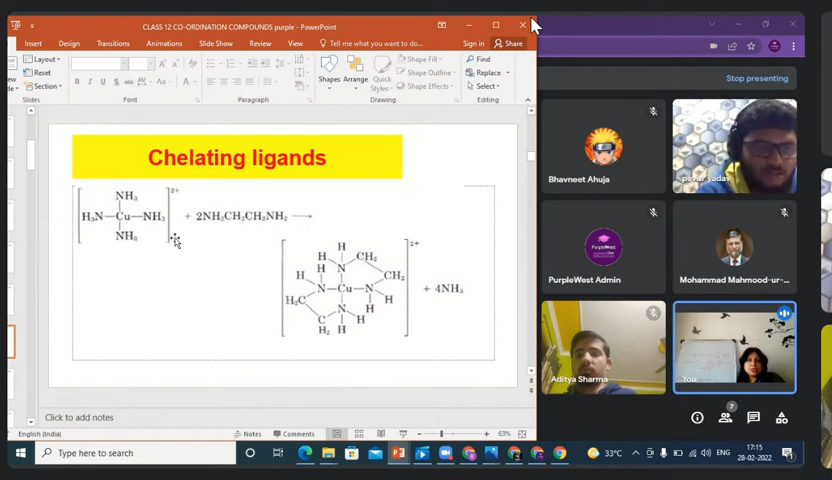 CLASS 12 CO-ORDINATION COMPOUNDS purple - PowerPoint
Insert Design Transitions Animations Slide Show Review View Tell me what you want to do... Sign in Share
Layout
Reset
Section
Slides
B I U S
Aa
A
Font
Paragraph
Shapes Arrange Quick Styles
Shape Fill
Shape Outline
Shape Effects
Drawing
Find
Replace
Select
Editing
Chelating ligands
NH₃
H₃N—Cu—NH₃
NH₃
2+
+ 2NH₂CH₂CH₂NH₂ →
2+
H
H CH₂
H H N CH₂
N Cu N
H₂C N H H
C H
H₂ H
+ 4NH₃
Click to add notes
English (India) Notes Comments 63%
Stop presenting
Bhavneet Ahuja
PurpleWest Admin
Mohammad Mahmood-ur-...
Aditya Sharma
You
7
Type here to search
33°C
17:15
28-02-2022